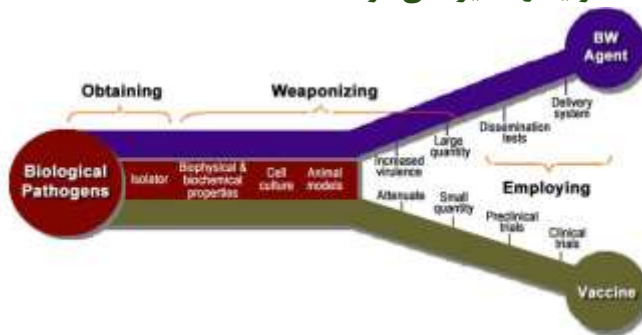 BW
Agent
Obtaining
Weaponizing
Delivery
system
Dissemination
tests
Large
quantity
Increased
virulence
Biological
Pathogens
Isolator
Biophysical &
biochemical
properties
Cell
culture
Animal
models
Employing
Attenuate
Small
quantity
Preclinical
trials
Clinical
trials
Vaccine